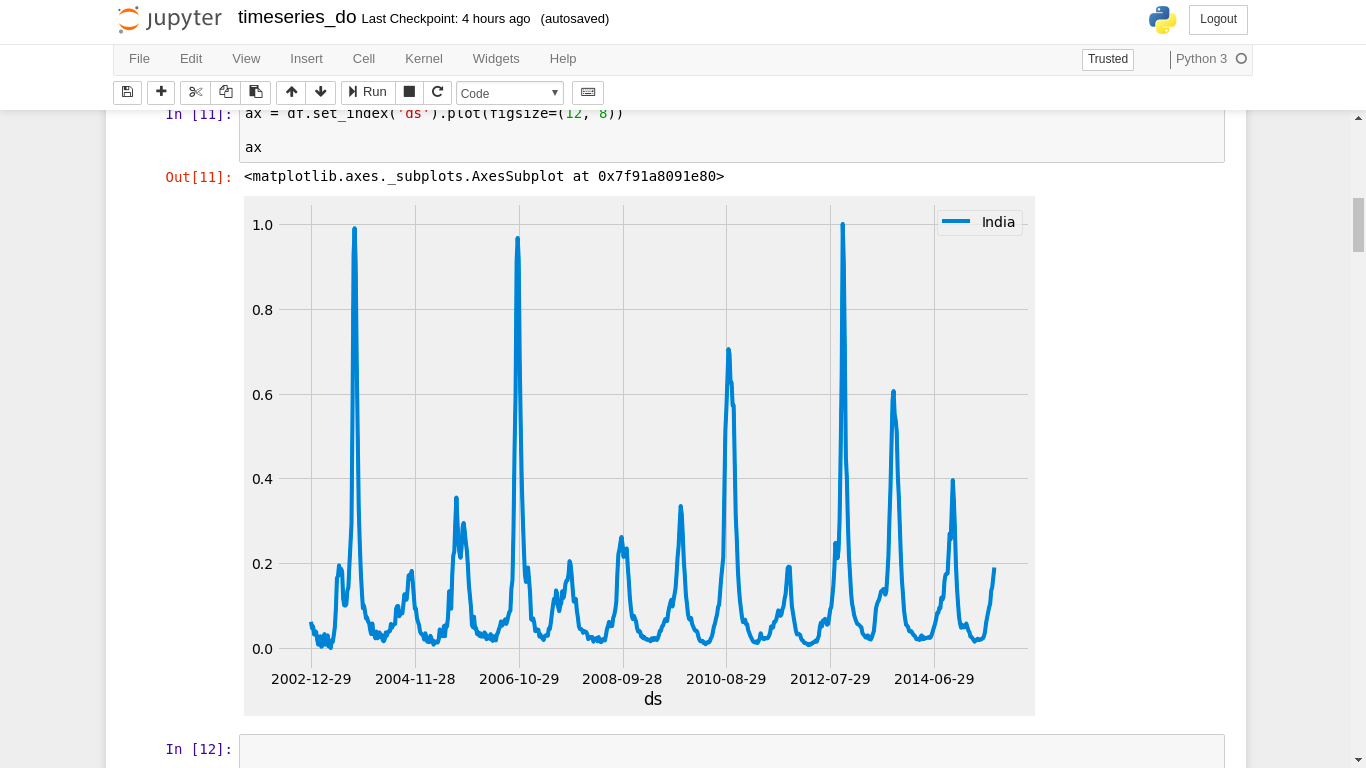 jupyter timeseries_do Last Checkpoint: 4 hours ago (autosaved) Logout
File Edit View Insert Cell Kernel Widgets Help Trusted Python 3
Run Code
In [11]: ax = df.set_index('ds').plot(figsize=(12, 8))
ax
Out[11]: <matplotlib.axes._subplots.AxesSubplot at 0x7f91a8091e80>
India
1.0
0.8
0.6
0.4
0.2
0.0
2002-12-29 2004-11-28 2006-10-29 2008-09-28 2010-08-29 2012-07-29 2014-06-29
ds
In [12]: